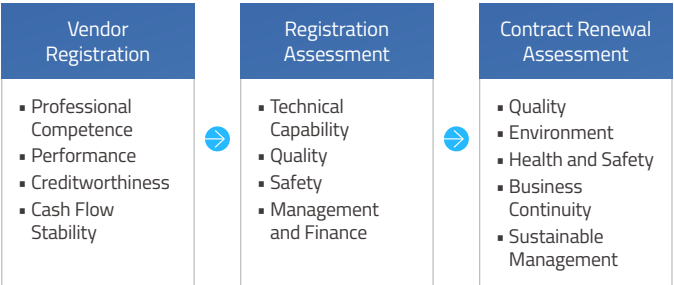 Vendor
Registration
▪ Professional
Competence
▪ Performance
▪ Creditworthiness
▪ Cash Flow
Stability
Registration
Assessment
▪ Technical
Capability
▪ Quality
▪ Safety
▪ Management
and Finance
Contract Renewal
Assessment
▪ Quality
▪ Environment
▪ Health and Safety
▪ Business
Continuity
▪ Sustainable
Management